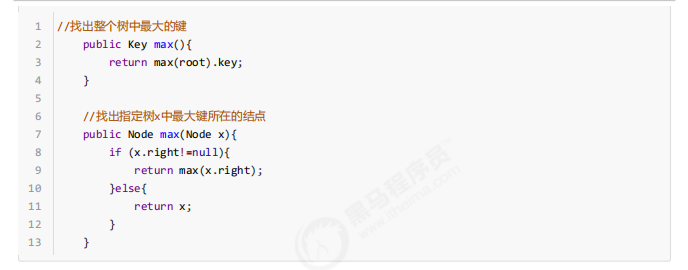 1 //找出整个树中最大的键
2 public Key max(){
3 return max(root).key;
4 }
5
6 //找出指定树x中最大键所在的结点
7 public Node max(Node x){
8 if (x.right!=null){
9 return max(x.right);
10 }else{
11 return x;
12 }
13 }
黑马程序员
www.itheima.com